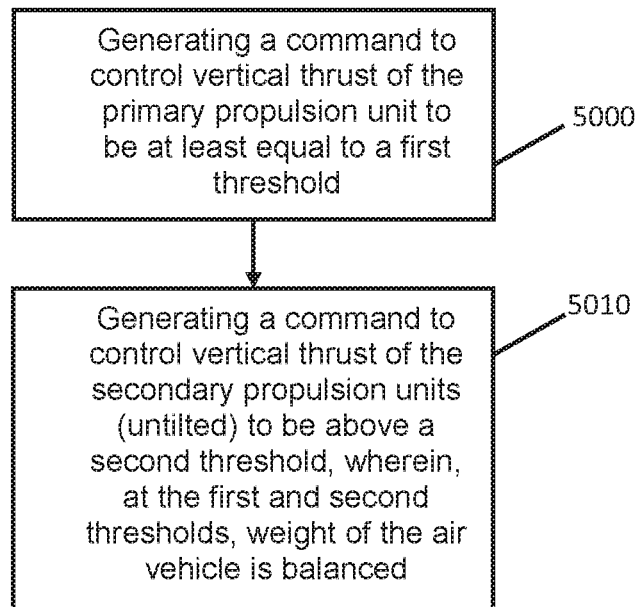 Generating a command to
control vertical thrust of the
primary propulsion unit to
be at least equal to a first
threshold
5000
Generating a command to
control vertical thrust of the
secondary propulsion units
(untilted) to be above a
second threshold, wherein,
at the first and second
thresholds, weight of the air
vehicle is balanced
5010